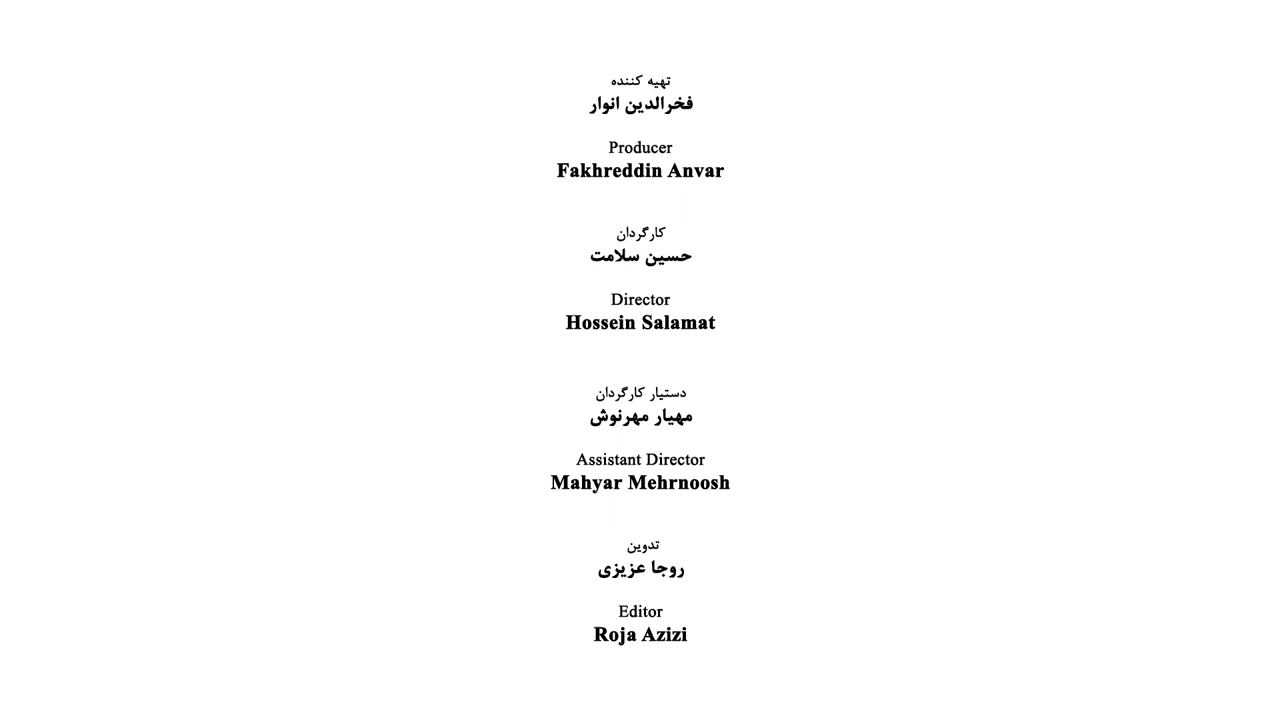 تهیه کننده
فخرالدین انوار
Producer
Fakhreddin Anvar
کارگردان
حسین سلامت
Director
Hossein Salamat
دستیار کارگردان
مهیار مهرنوش
Assistant Director
Mahyar Mehrnoosh
تدوین
روجا عزیزی
Editor
Roja Azizi